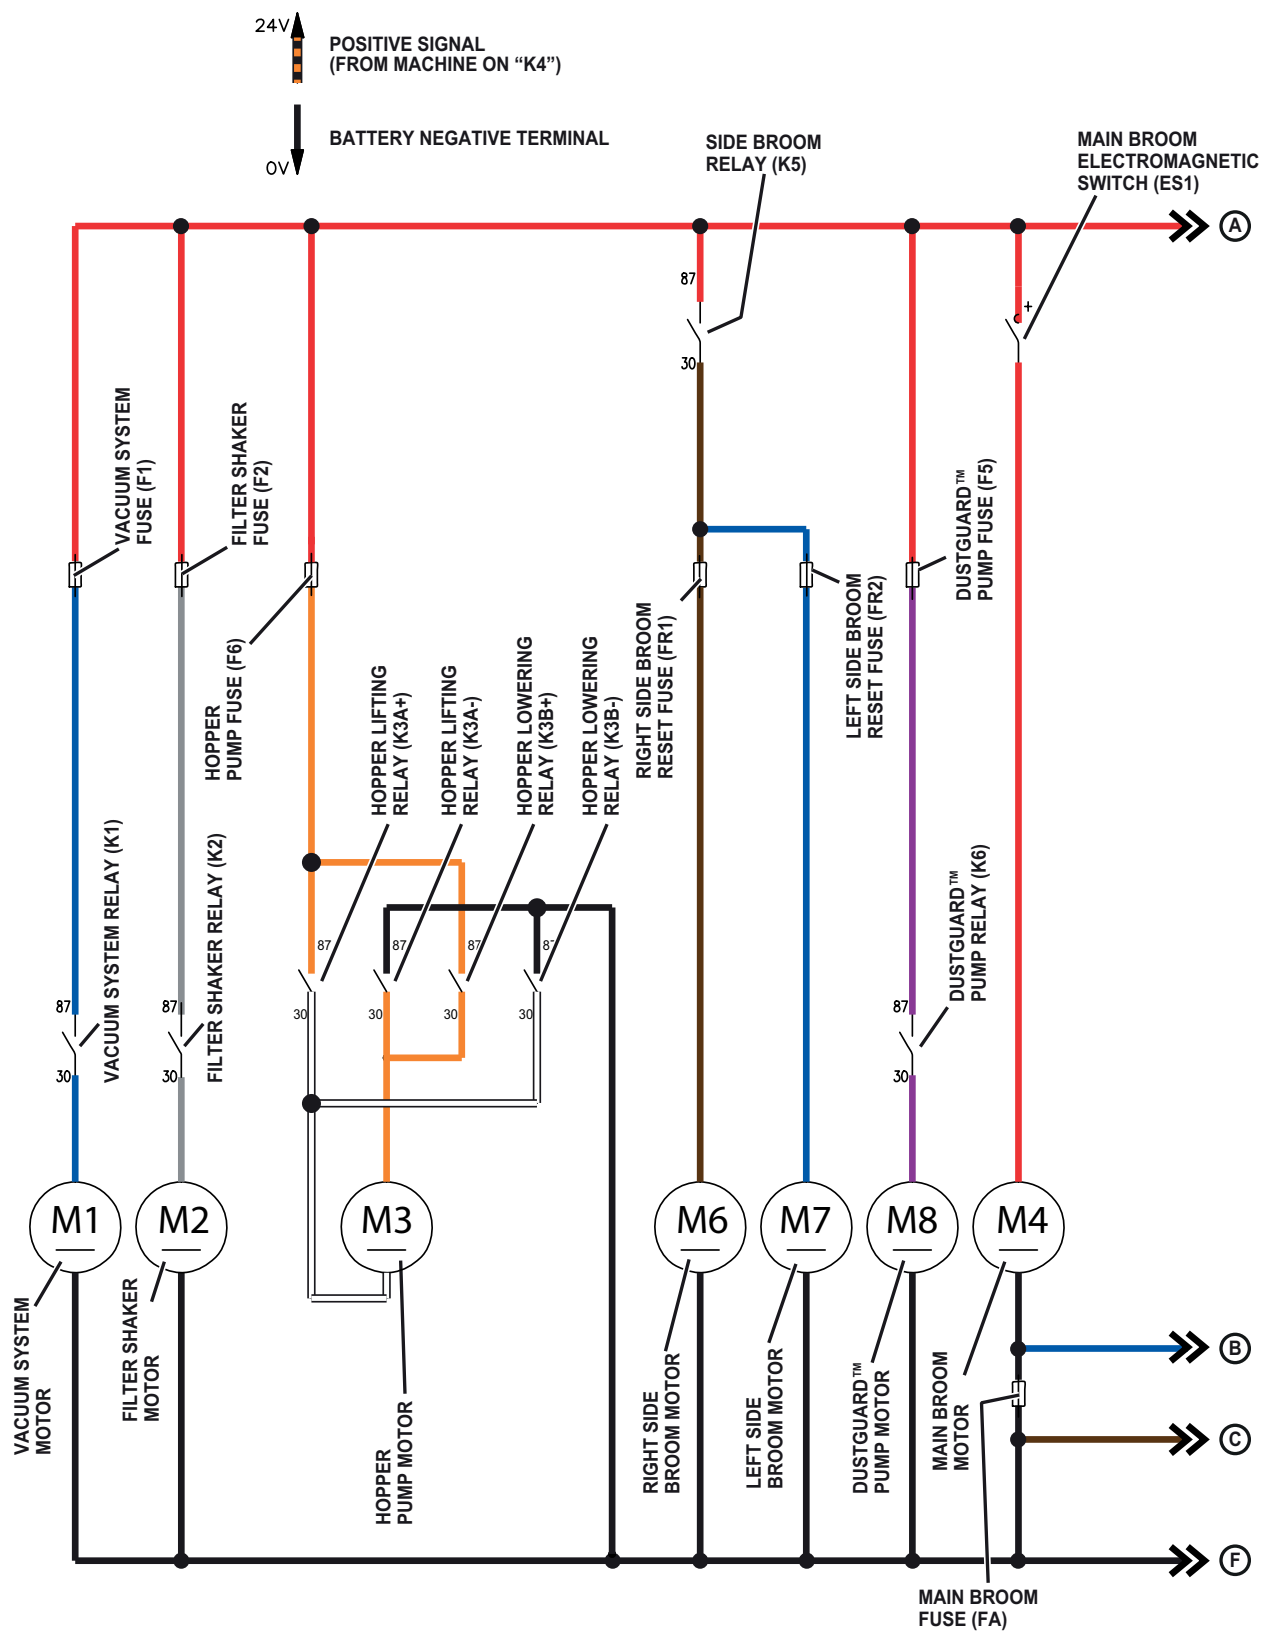 24V
POSITIVE SIGNAL
(FROM MACHINE ON “K4”)
BATTERY NEGATIVE TERMINAL
0V
SIDE BROOM
RELAY (K5)
MAIN BROOM
ELECTROMAGNETIC
SWITCH (ES1)
A
87
+
30
VACUUM SYSTEM
FUSE (F1)
FILTER SHAKER
FUSE (F2)
HOPPER
PUMP FUSE (F6)
HOPPER LIFTING
RELAY (K3A+)
HOPPER LIFTING
RELAY (K3A-)
HOPPER LOWERING
RELAY (K3B+)
HOPPER LOWERING
RELAY (K3B-)
RIGHT SIDE BROOM
RESET FUSE (FR1)
LEFT SIDE BROOM
RESET FUSE (FR2)
DUSTGUARD™
PUMP FUSE (F5)
VACUUM SYSTEM RELAY (K1)
FILTER SHAKER RELAY (K2)
DUSTGUARD™
PUMP RELAY (K6)
87
87
87
87
87
87
30
30
30
30
30
30
30
M1
M2
M3
M6
M7
M8
M4
VACUUM SYSTEM
MOTOR
FILTER SHAKER
MOTOR
HOPPER
PUMP MOTOR
RIGHT SIDE
BROOM MOTOR
LEFT SIDE
BROOM MOTOR
DUSTGUARD™
PUMP MOTOR
MAIN BROOM
MOTOR
B
C
F
MAIN BROOM
FUSE (FA)